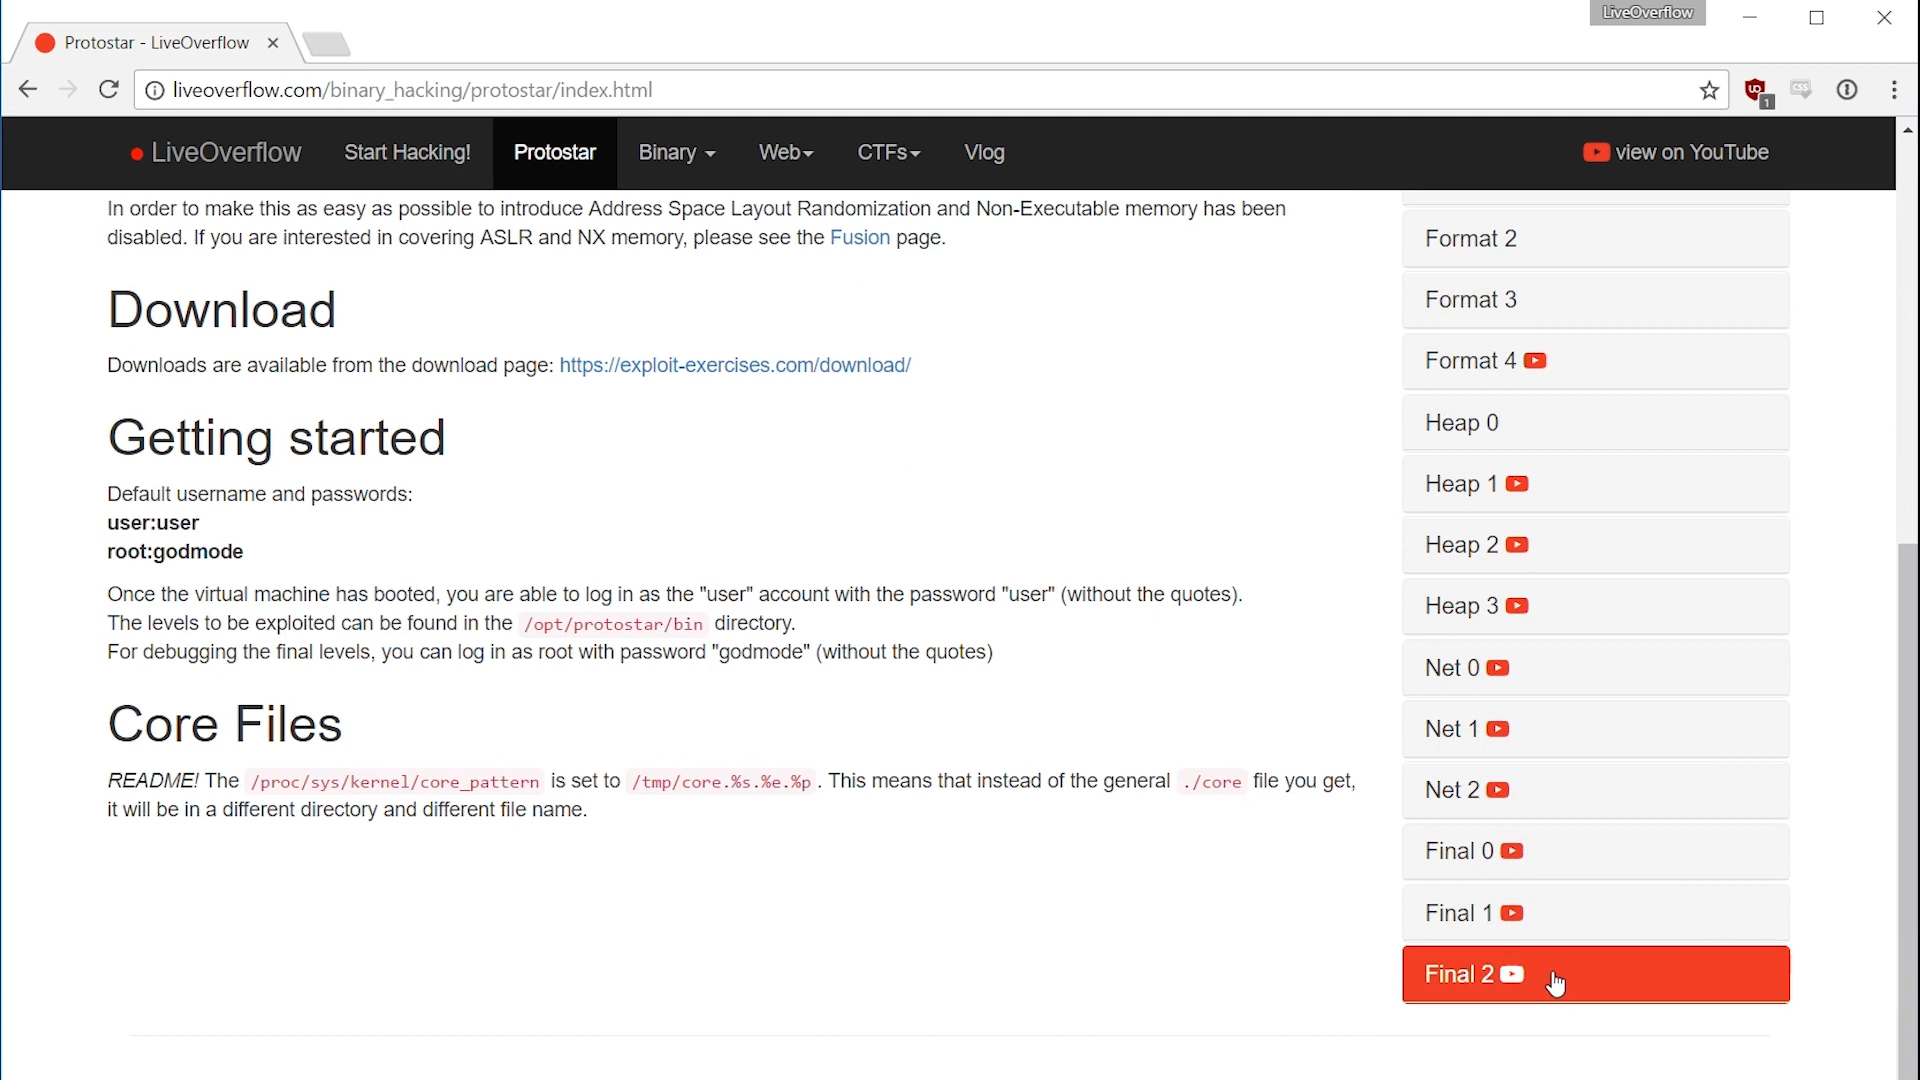 LiveOverflow
Protostar - LiveOverflow
liveoverflow.com/binary_hacking/protostar/index.html
1
CSS
LiveOverflow Start Hacking! Protostar Binary Web CTFs Vlog view on YouTube
In order to make this as easy as possible to introduce Address Space Layout Randomization and Non-Executable memory has been
disabled. If you are interested in covering ASLR and NX memory, please see the Fusion page.
Download
Downloads are available from the download page: https://exploit-exercises.com/download/
Getting started
Default username and passwords:
user:user
root:godmode
Once the virtual machine has booted, you are able to log in as the "user" account with the password "user" (without the quotes).
The levels to be exploited can be found in the /opt/protostar/bin directory.
For debugging the final levels, you can log in as root with password "godmode" (without the quotes)
Core Files
README! The /proc/sys/kernel/core_pattern is set to /tmp/core.%s.%e.%p . This means that instead of the general ./core file you get,
it will be in a different directory and different file name.
Format 2
Format 3
Format 4
Heap 0
Heap 1
Heap 2
Heap 3
Net 0
Net 1
Net 2
Final 0
Final 1
Final 2